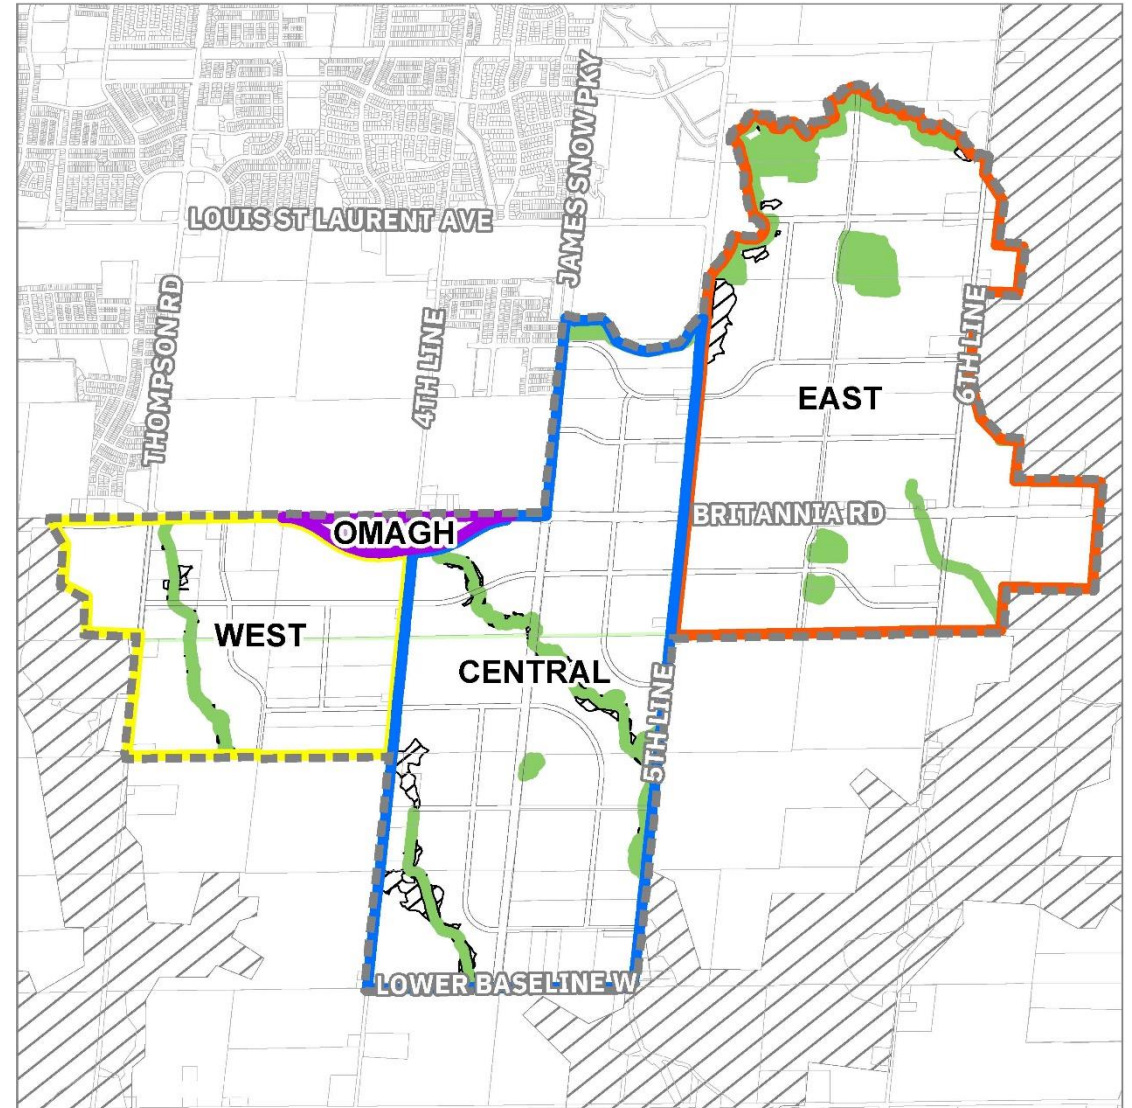 JAMES SNOW PKY
LOUIS ST LAURENT AVE
THOMPSON RD
4TH LINE
6TH LINE
EAST
BRITANNIA RD
OMAGH
WEST
CENTRAL
5TH LINE
LOWER BASELINE W